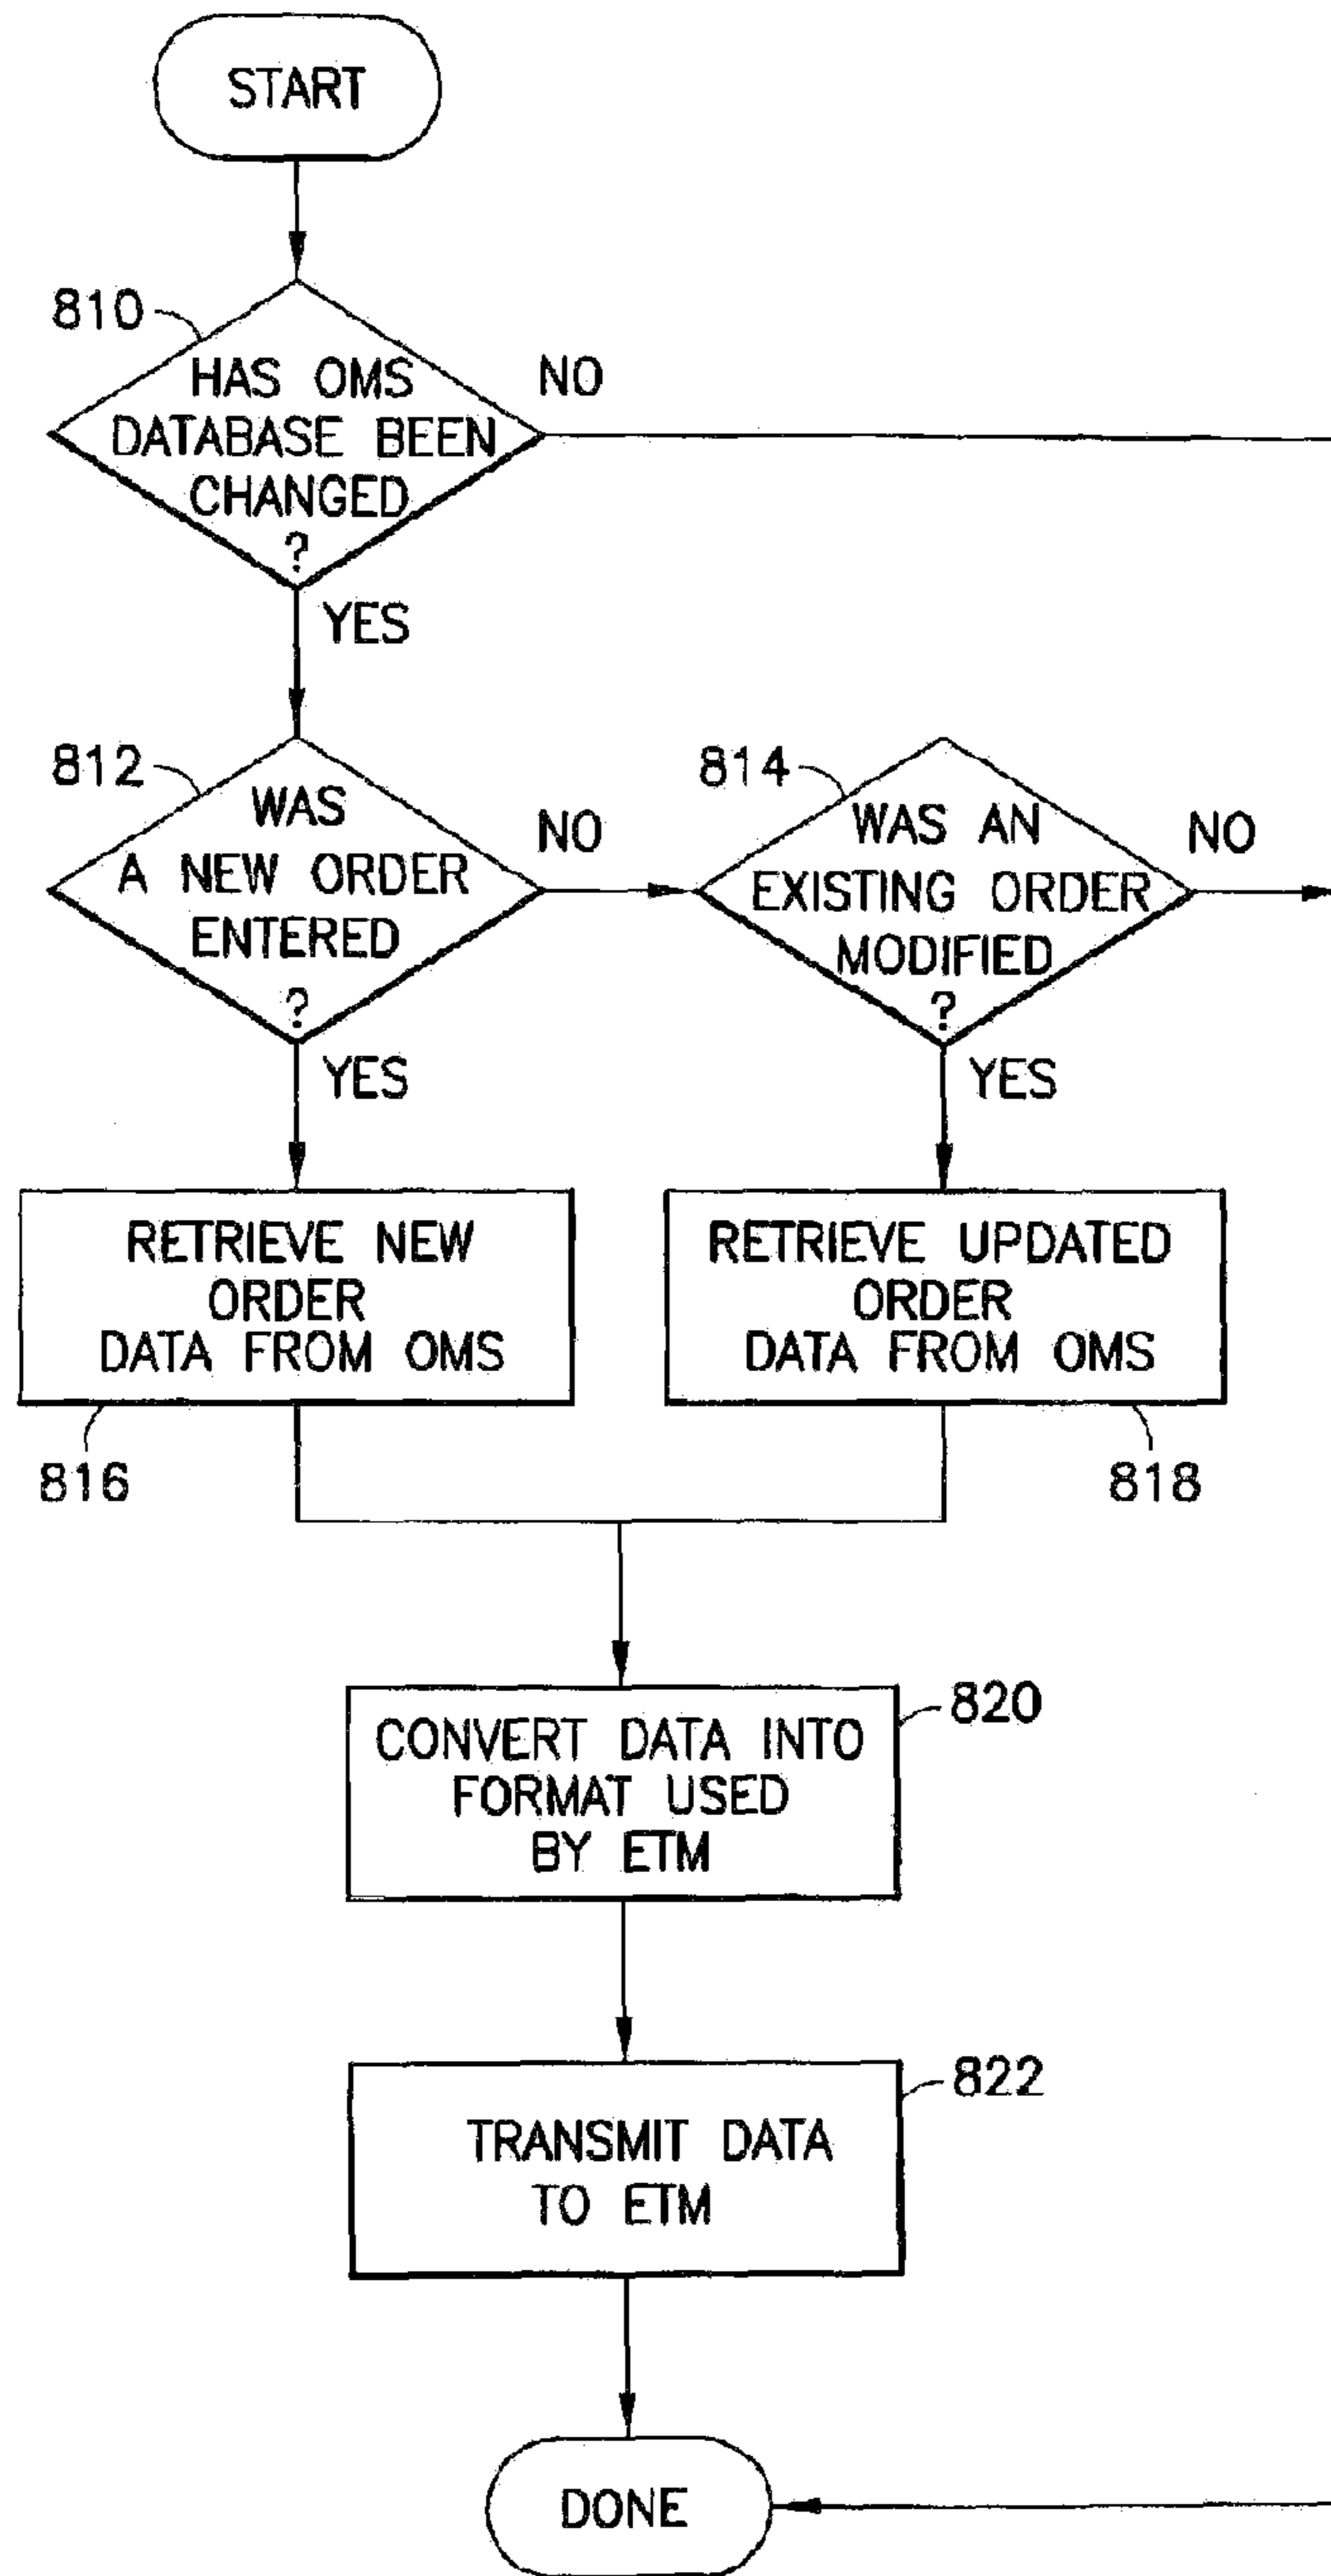 START
810
HAS OMS
DATABASE BEEN
CHANGED
?
NO
YES
812
WAS
A NEW ORDER
ENTERED
?
NO
YES
814
WAS AN
EXISTING ORDER
MODIFIED
?
NO
YES
RETRIEVE NEW
ORDER
DATA FROM OMS
816
RETRIEVE UPDATED
ORDER
DATA FROM OMS
818
CONVERT DATA INTO
FORMAT USED
BY ETM
820
TRANSMIT DATA
TO ETM
822
DONE